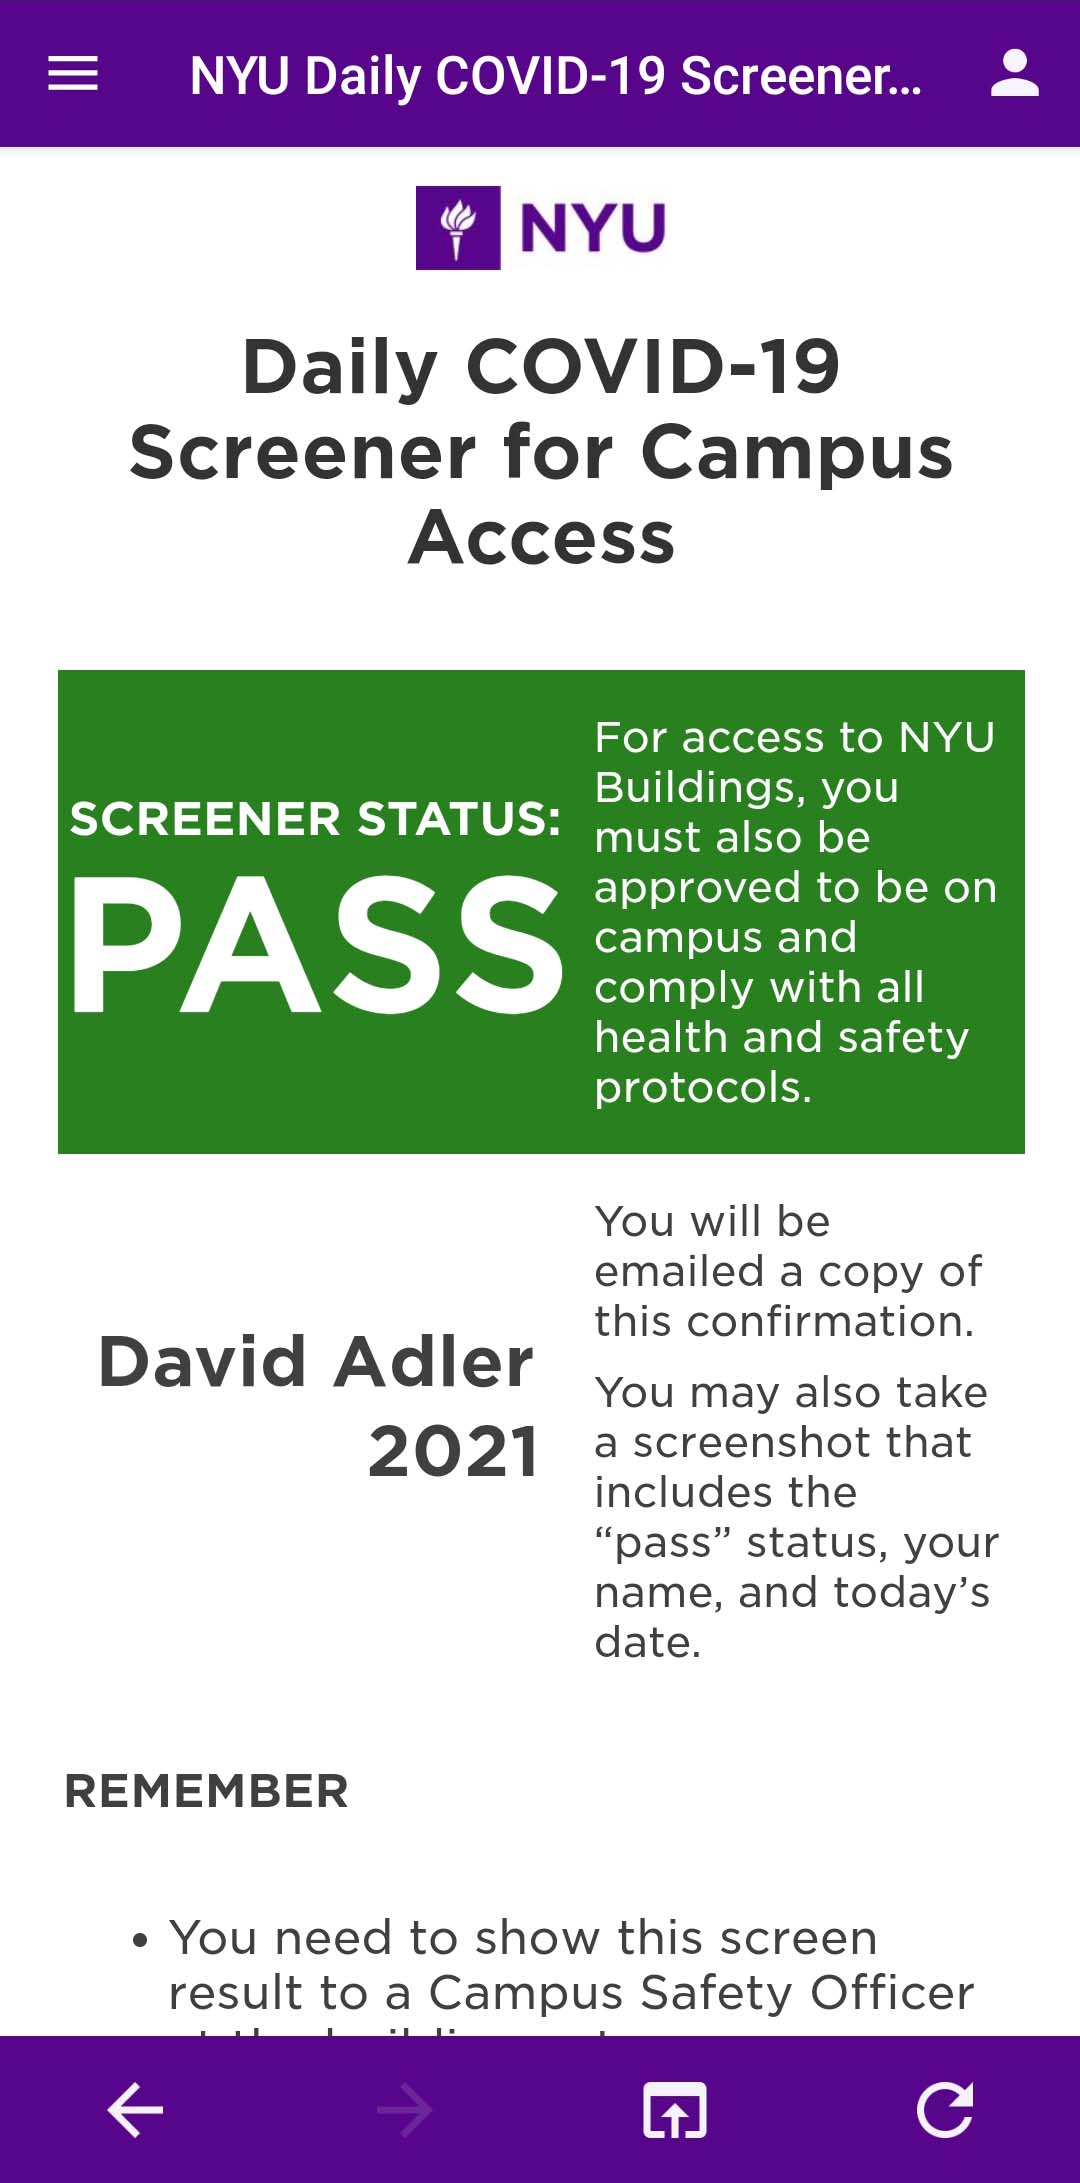 NYU Daily COVID-19 Screener...
NYU
Daily COVID-19
Screener for Campus
Access
SCREENER STATUS:
PASS
For access to NYU
Buildings, you
must also be
approved to be on
campus and
comply with all
health and safety
protocols.
David Adler
2021
You will be
emailed a copy of
this confirmation.
You may also take
a screenshot that
includes the
“pass” status, your
name, and today’s
date.
REMEMBER
• You need to show this screen
result to a Campus Safety Officer